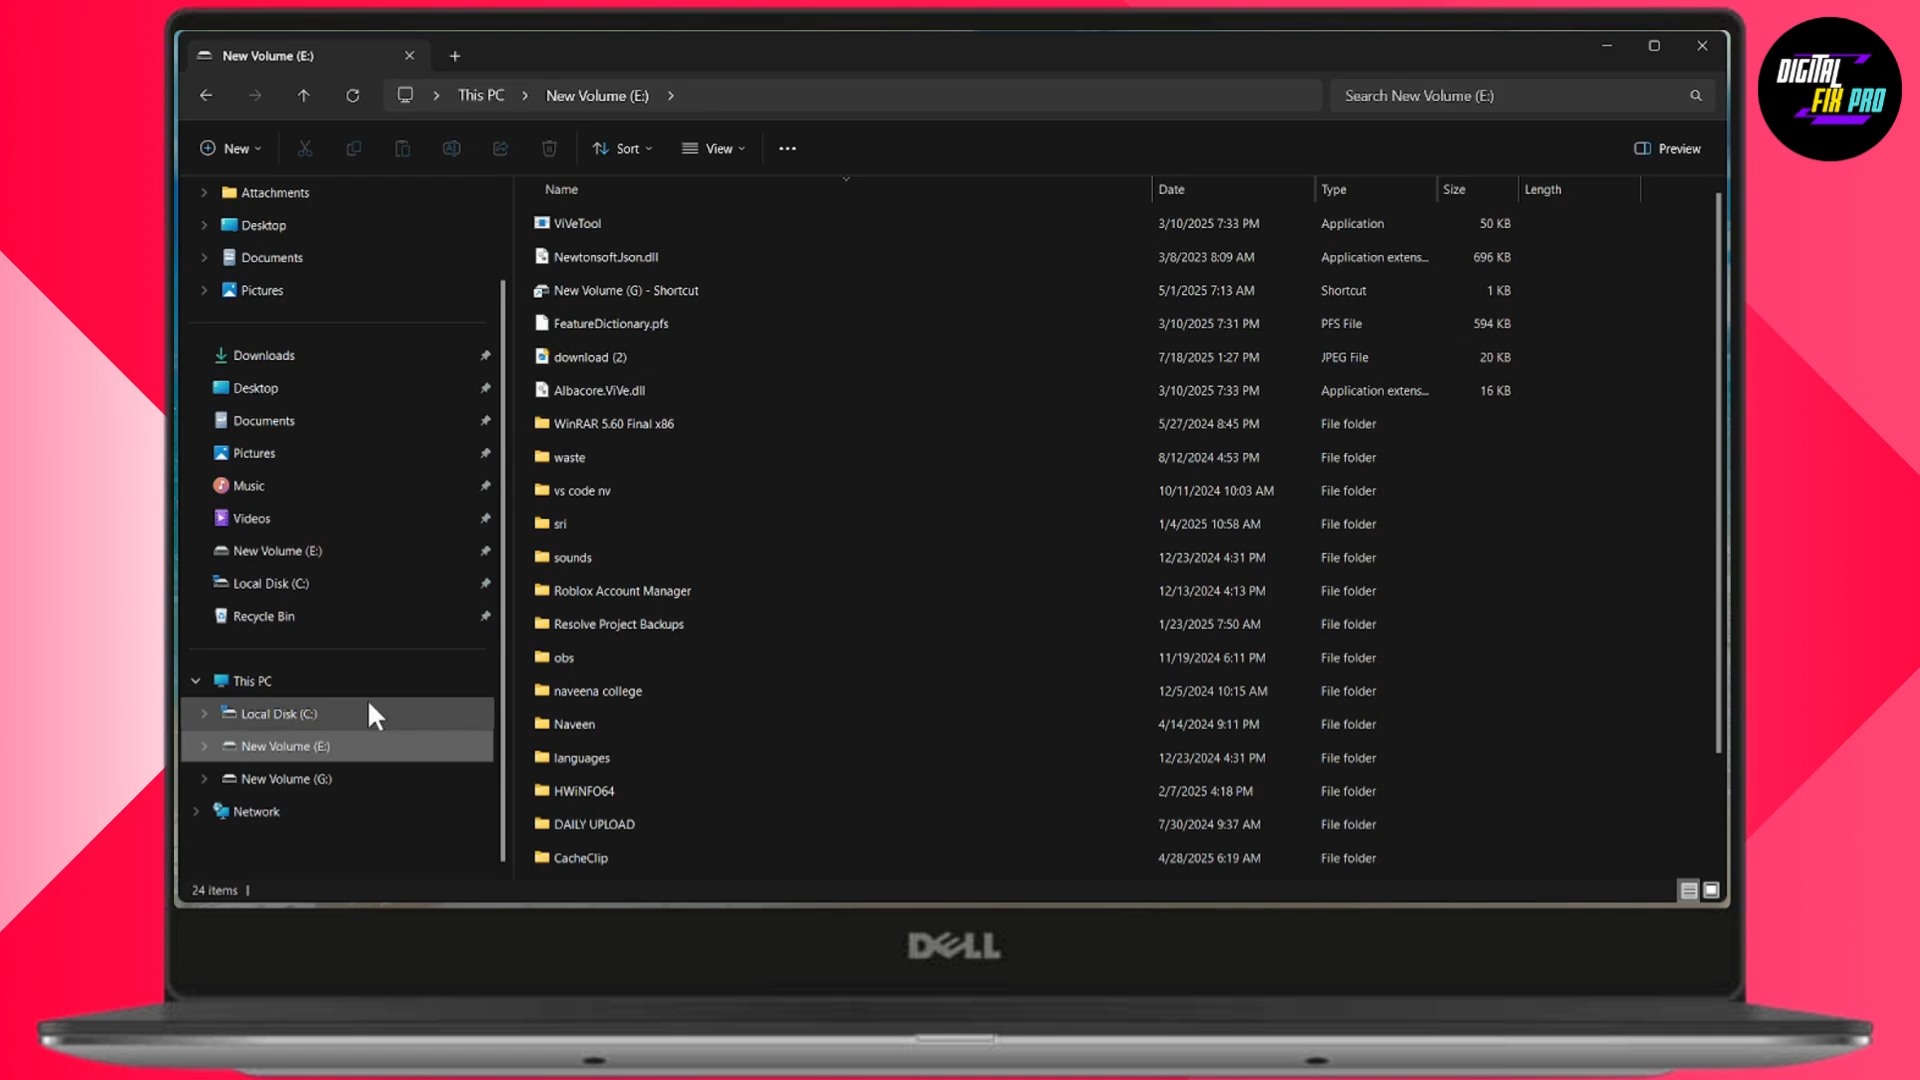 New Volume (E:)
This PC
New Volume (E:)
Search New Volume (E:)
DIGITAL
FIX PRO
New
Sort
View
Preview
Attachments
Desktop
Documents
Pictures
Downloads
Desktop
Documents
Pictures
Music
Videos
New Volume (E:)
Local Disk (C:)
Recycle Bin
This PC
Local Disk (C:)
New Volume (E:)
New Volume (G:)
Network
Name Date Type Size Length
ViVeTool 3/10/2025 7:33 PM Application 50 KB
Newtonsoft.Json.dll 3/8/2023 8:09 AM Application extens... 696 KB
New Volume (G) - Shortcut 5/1/2025 7:13 AM Shortcut 1 KB
FeatureDictionary.pfs 3/10/2025 7:31 PM PFS File 594 KB
download (2) 7/18/2025 1:27 PM JPEG File 20 KB
Albacore.ViVe.dll 3/10/2025 7:33 PM Application extens... 16 KB
WinRAR 5.60 Final x86 5/27/2024 8:45 PM File folder
waste 8/12/2024 4:53 PM File folder
vs code nv 10/11/2024 10:03 AM File folder
sri 1/4/2025 10:58 AM File folder
sounds 12/23/2024 4:31 PM File folder
Roblox Account Manager 12/13/2024 4:13 PM File folder
Resolve Project Backups 1/23/2025 7:50 AM File folder
obs 11/19/2024 6:11 PM File folder
naveena college 12/5/2024 10:15 AM File folder
Naveen 4/14/2024 9:11 PM File folder
languages 12/23/2024 4:31 PM File folder
HWiNFO64 2/7/2025 4:18 PM File folder
DAILY UPLOAD 7/30/2024 9:37 AM File folder
CacheClip 4/28/2025 6:19 AM File folder
24 items
DELL